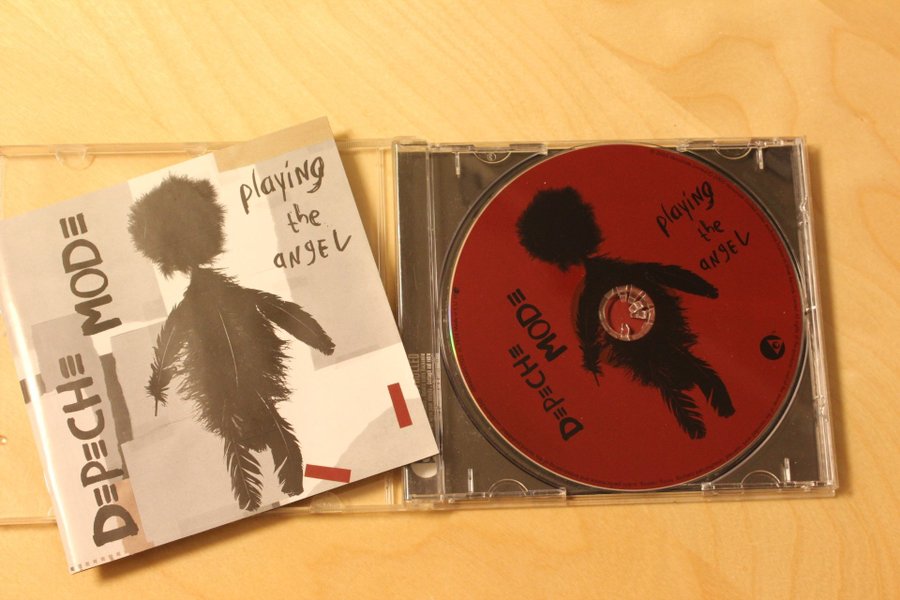 DEPECHE MODE
playing
the
ANGEL
playing
the
ANGEL
DEPECHE
MODE